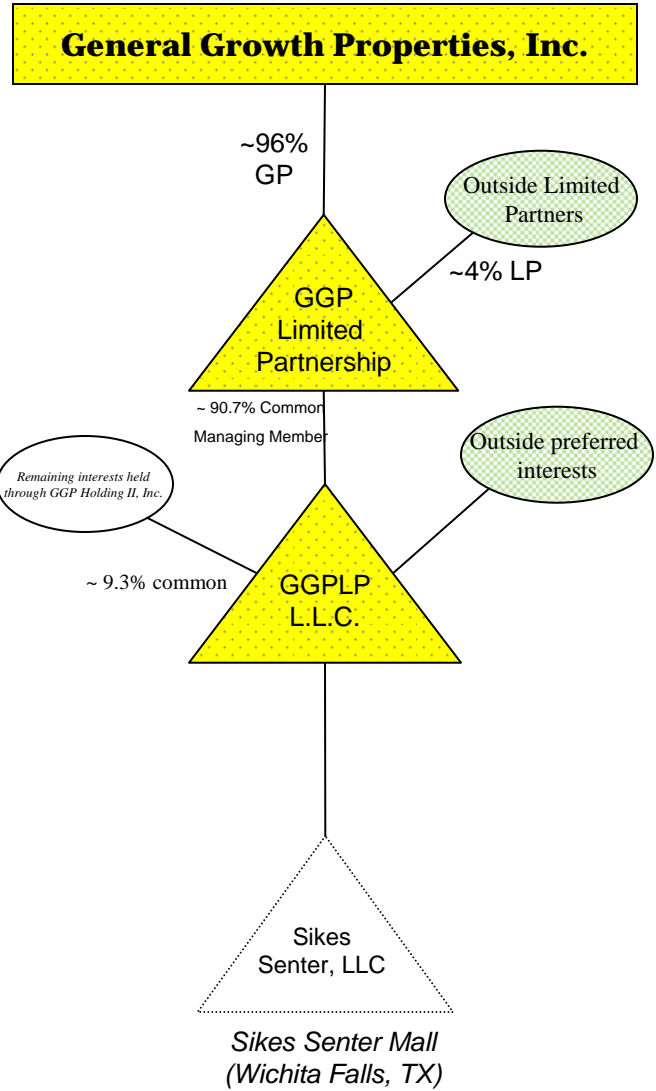 General Growth Properties, Inc.
~96%
GP
Outside Limited
Partners
~4% LP
GGP
Limited
Partnership
~ 90.7% Common
Managing Member
Outside preferred
interests
Remaining interests held
through GGP Holding II, Inc.
~ 9.3% common
GGPLP
L.L.C.
Sikes
Senter, LLC
Sikes Senter Mall
(Wichita Falls, TX)